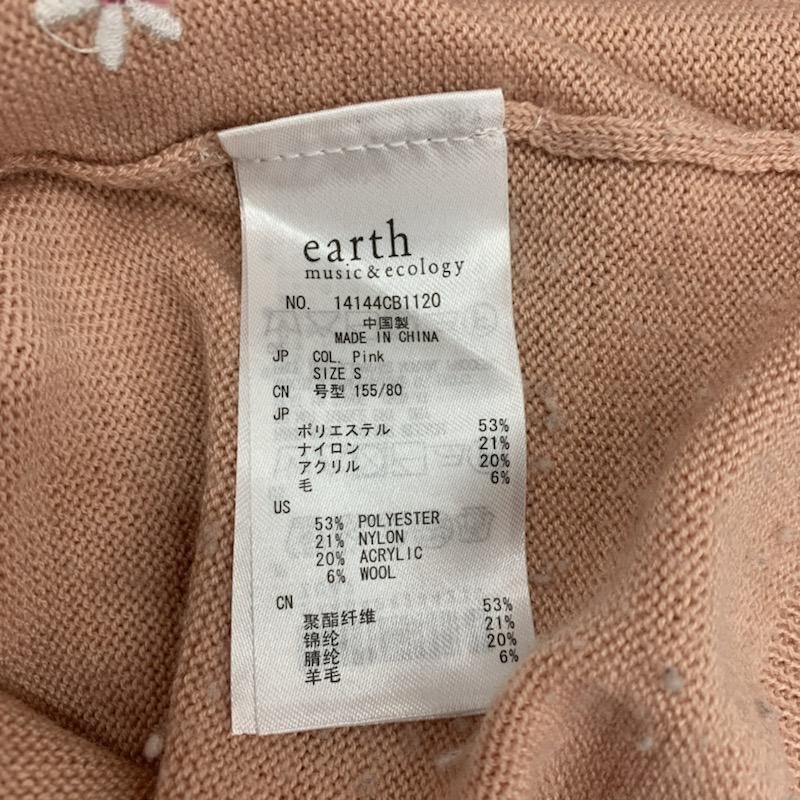 earth
music & ecology
NO. 14144CB1120
中国製
MADE IN CHINA
JP COL. Pink
SIZE S
CN 号型 155/80
JP
ポリエステル 53%
ナイロン 21%
アクリル 20%
毛 6%
US
53% POLYESTER
21% NYLON
20% ACRYLIC
6% WOOL
CN
聚酯纤维 53%
锦纶 21%
腈纶 20%
羊毛 6%